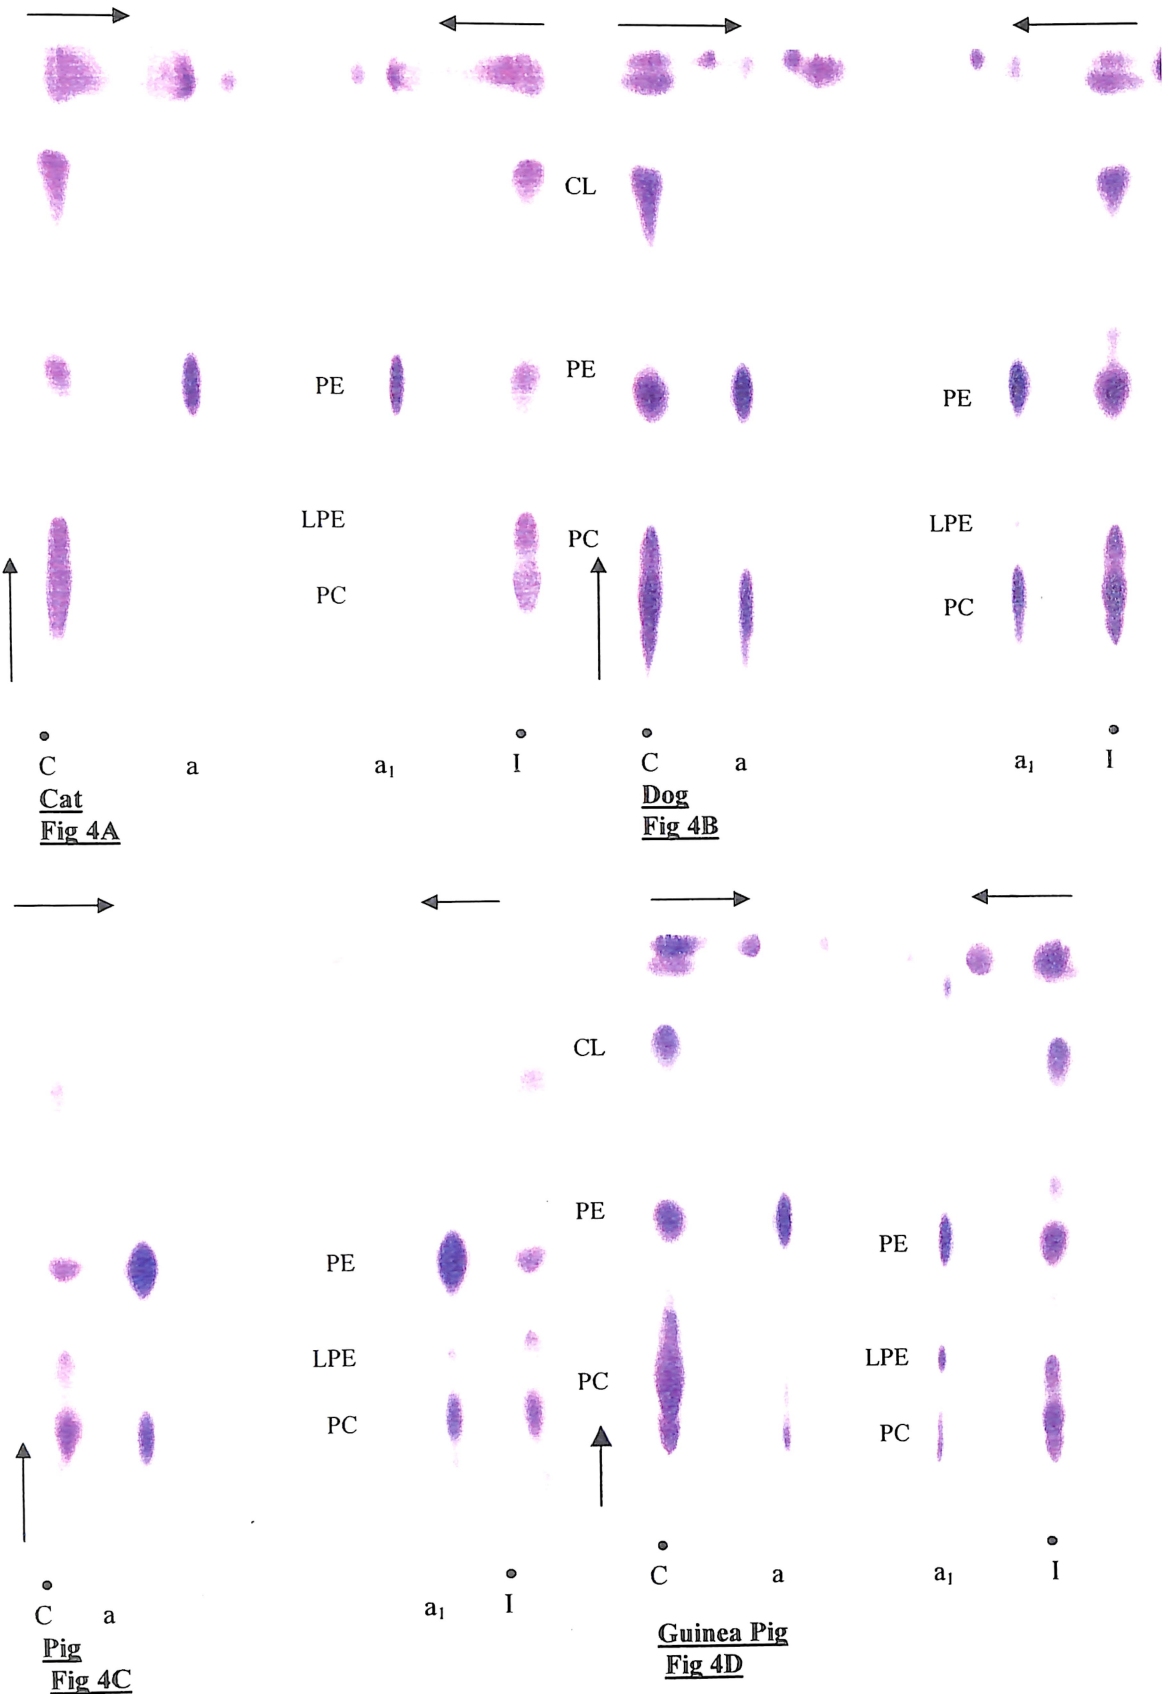 CL
PE
LPE
PC
C a a₁ I
Cat
Fig 4A
PE
PC
PE
LPE
PC
C a a₁ I
Dog
Fig 4B
PE
LPE
PC
C a a₁ I
Pig
Fig 4C
CL
PE
PC
PE
LPE
PC
C a a₁ I
Guinea Pig
Fig 4D